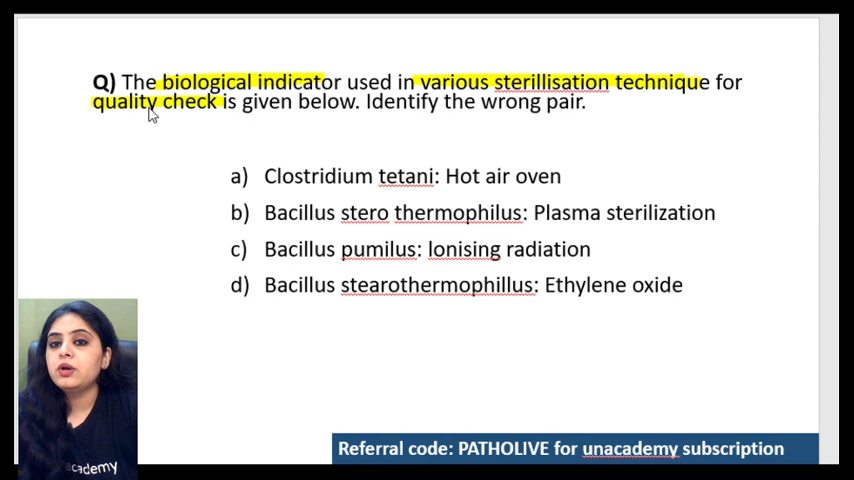 Q) The biological indicator used in various sterillisation technique for
quality check is given below. Identify the wrong pair.
a) Clostridium tetani: Hot air oven
b) Bacillus stero thermophilus: Plasma sterilization
c) Bacillus pumilus: Ionising radiation
d) Bacillus stearothermophillus: Ethylene oxide
academy
Referral code: PATHOLIVE for unacademy subscription